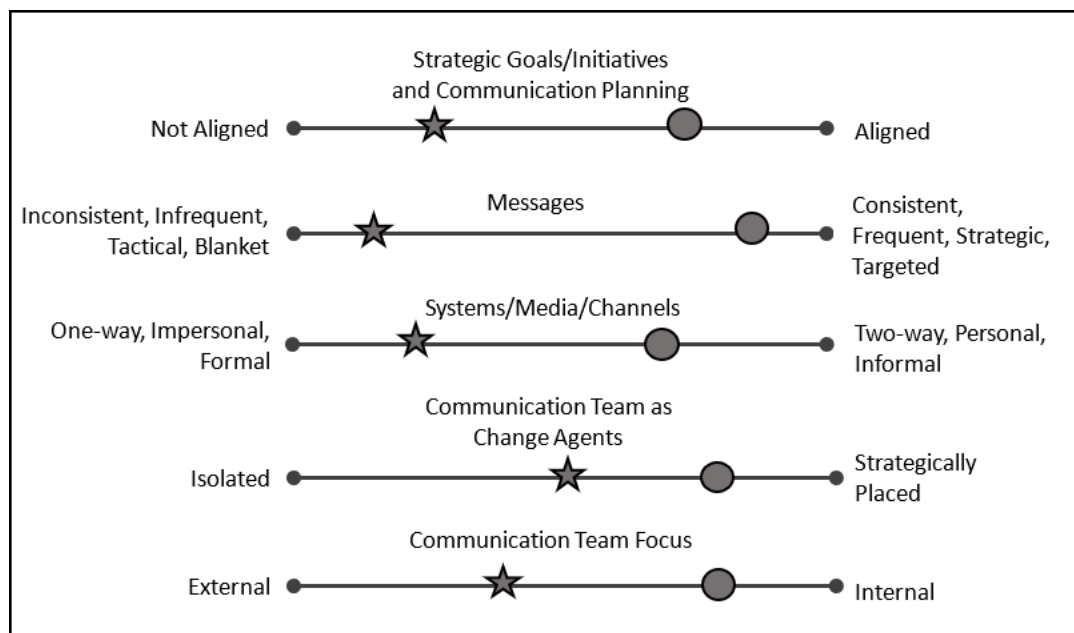 Strategic Goals/Initiatives
and Communication Planning
Not Aligned
Aligned
Messages
Inconsistent, Infrequent,
Tactical, Blanket
Consistent,
Frequent, Strategic,
Targeted
Systems/Media/Channels
One-way, Impersonal,
Formal
Two-way, Personal,
Informal
Communication Team as
Change Agents
Isolated
Strategically
Placed
Communication Team Focus
External
Internal